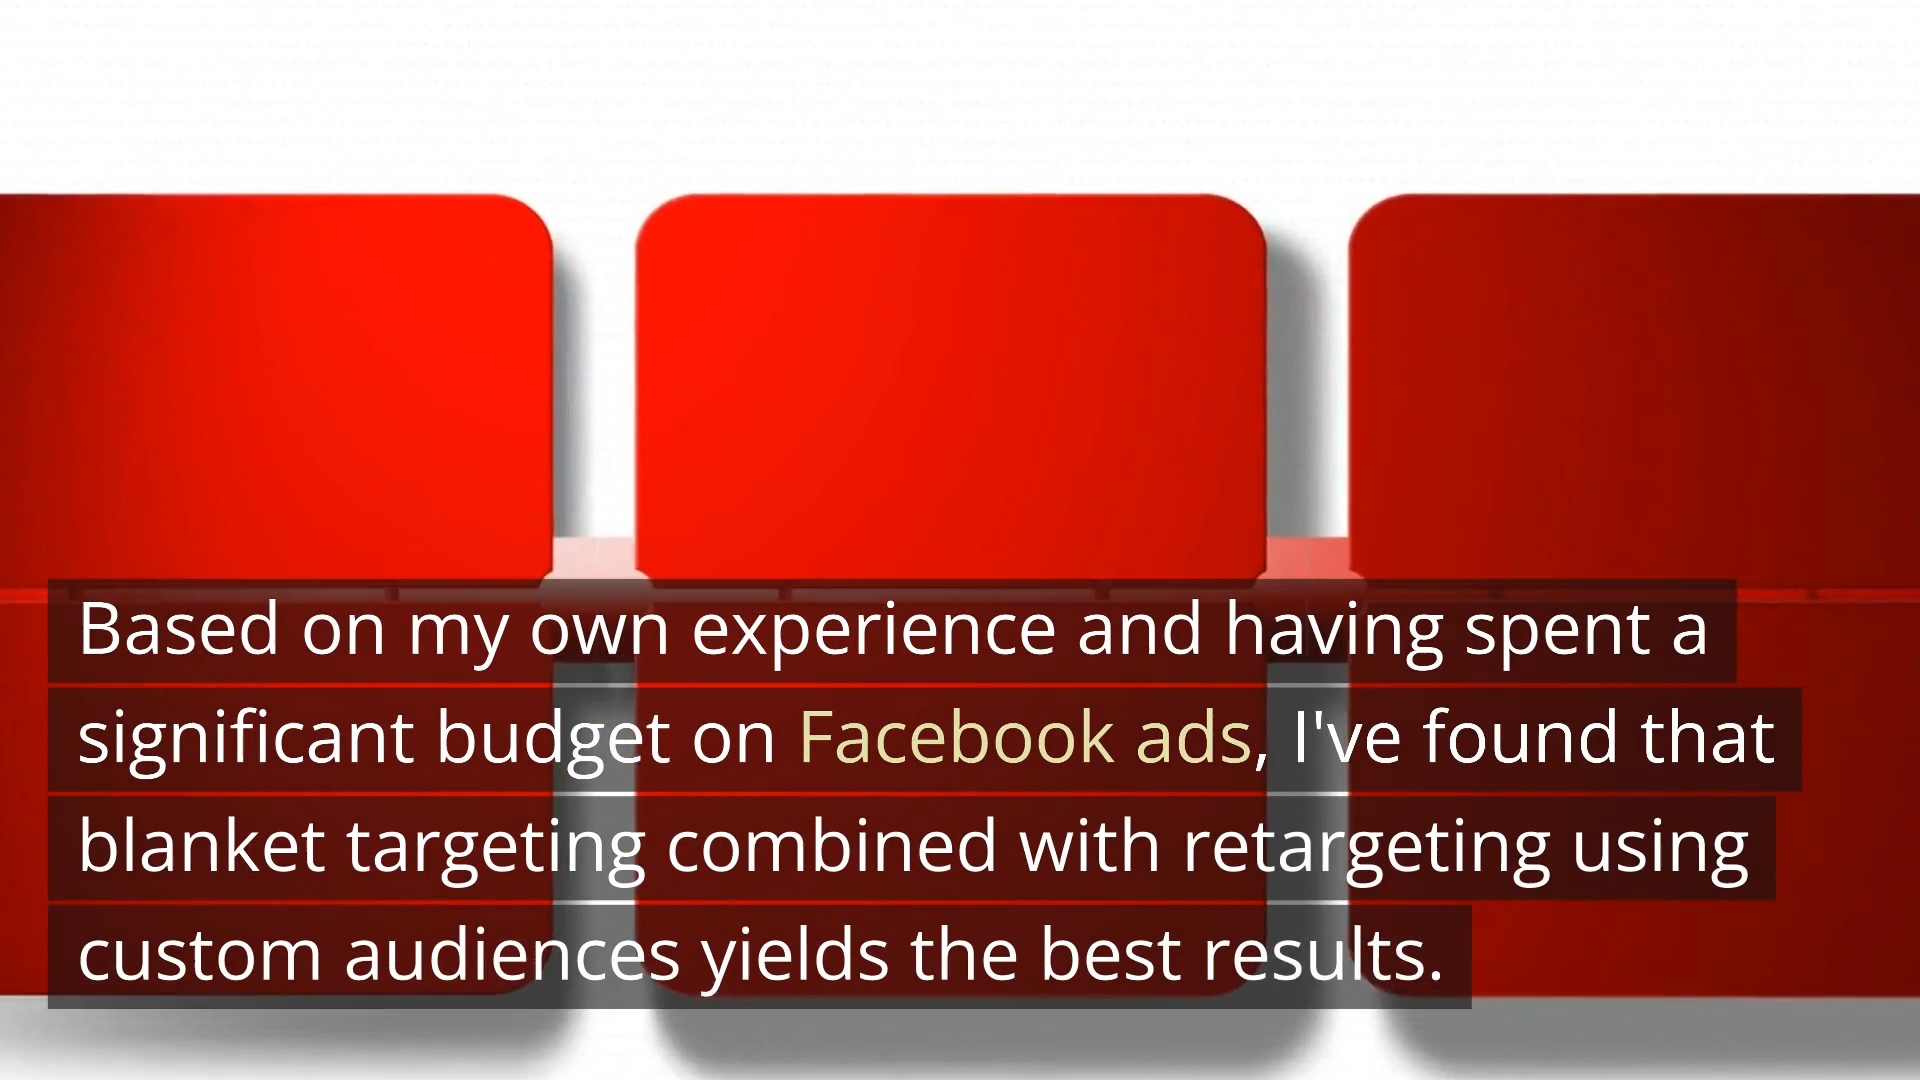 Based on my own experience and having spent a
significant budget on Facebook ads, I've found that
blanket targeting combined with retargeting using
custom audiences yields the best results.